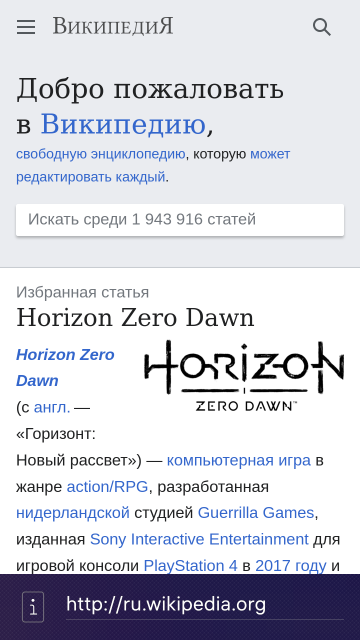 ВикипедиЯ
Добро пожаловать
в Википедию,
свободную энциклопедию, которую может
редактировать каждый.
Искать среди 1 943 916 статей
Избранная статья
Horizon Zero Dawn
HORIZON
ZERO DAWN™
Horizon Zero
Dawn
(с англ. —
«Горизонт:
Новый рассвет») — компьютерная игра в
жанре action/RPG, разработанная
нидерландской студией Guerrilla Games,
изданная Sony Interactive Entertainment для
игровой консоли PlayStation 4 в 2017 году и
http://ru.wikipedia.org